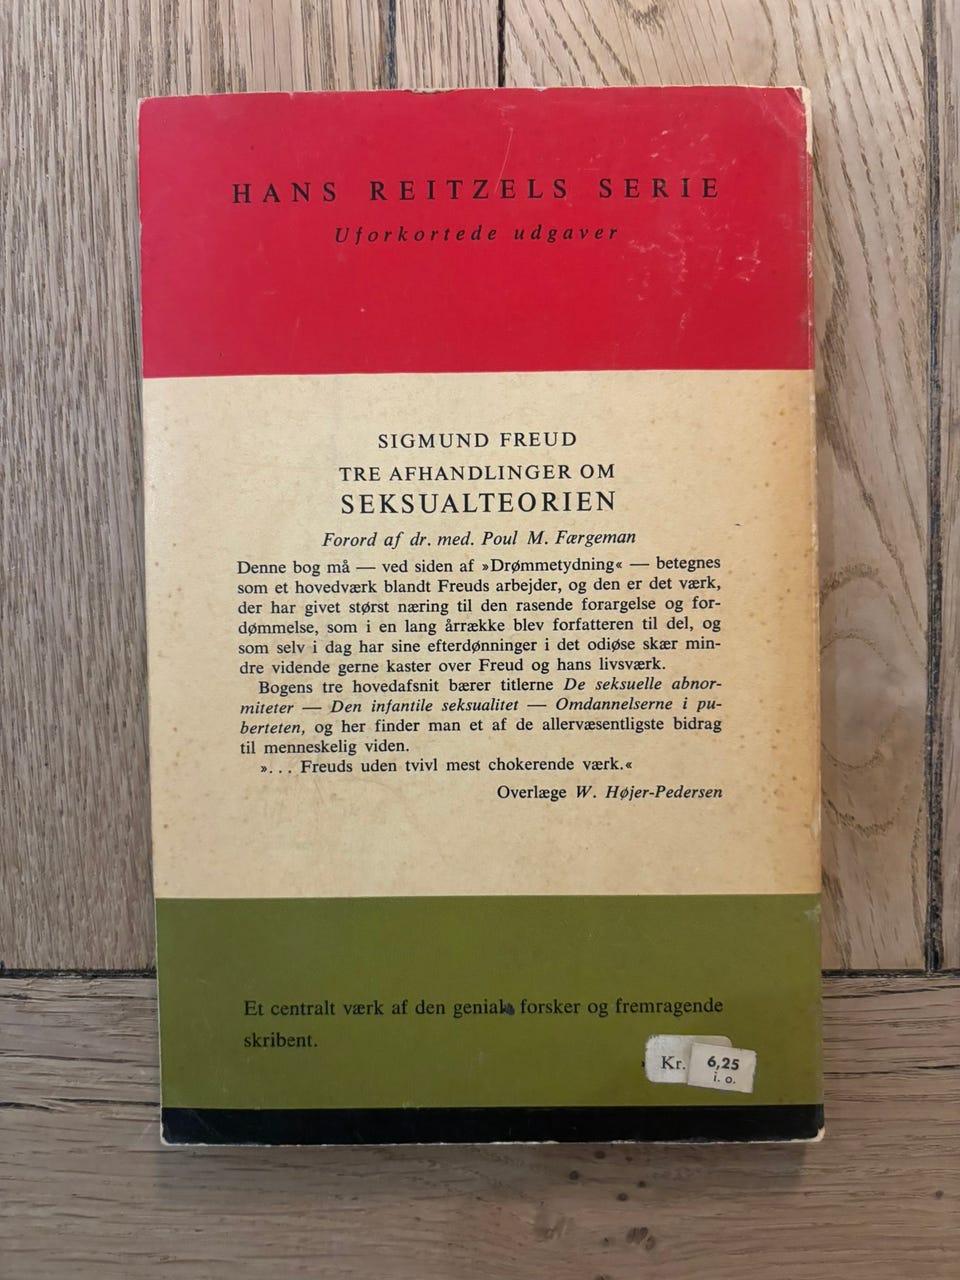 HANS REITZELS SERIE
Uforkortede udgaver
SIGMUND FREUD
TRE AFHANDLINGER OM
SEKSUALTEORIEN
Forord af dr. med. Poul M. Færgeman
Denne bog må — ved siden af »Drømmetydning« — betegnes
som et hovedværk blandt Freuds arbejder, og den er det værk,
der har givet størst næring til den rasende forargelse og for-
dømmelse, som i en lang årrække blev forfatteren til del, og
som selv i dag har sine efterdønninger i det odiøse skær min-
dre vidende gerne kaster over Freud og hans livsværk.
Bogens tre hovedafsnit bærer titlerne De seksuelle abnor-
miteter — Den infantile seksualitet — Omdannelserne i pu-
berteten, og her finder man et af de allervæsentligste bidrag
til menneskelig viden.
»... Freuds uden tvivl mest chokerende værk.«
Overlæge W. Højer-Pedersen
Et centralt værk af den geniale forsker og fremragende
skribent.
Kr. 6,25
i. o.